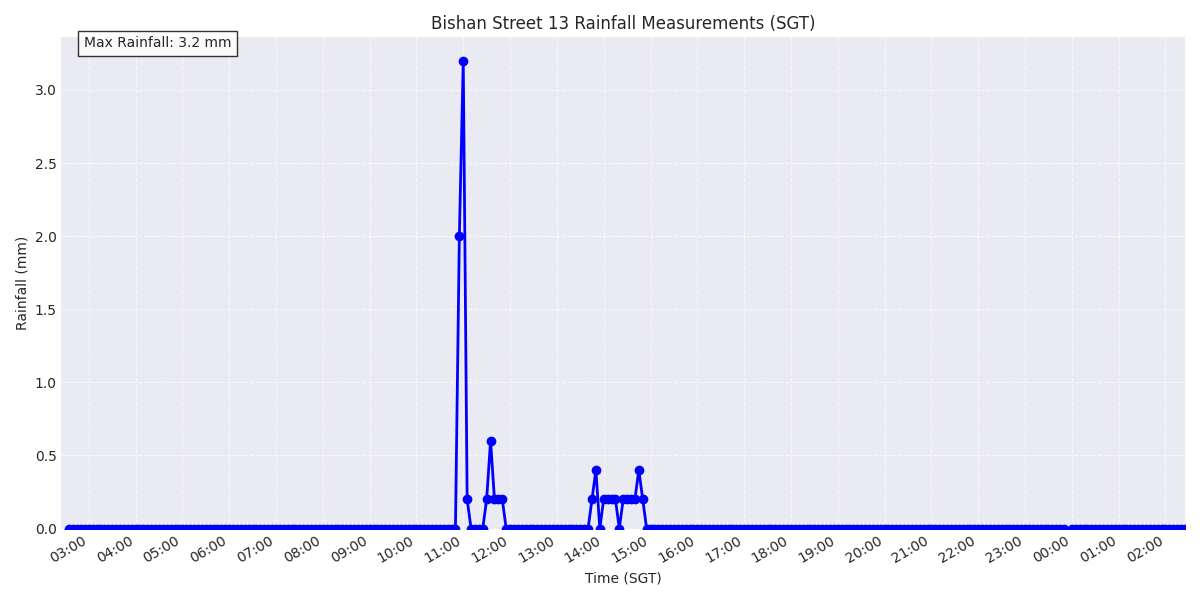 Bishan Street 13 Rainfall Measurements (SGT)
Max Rainfall: 3.2 mm
Rainfall (mm)
3.0
2.5
2.0
1.5
1.0
0.5
0.0
03:00 04:00 05:00 06:00 07:00 08:00 09:00 10:00 11:00 12:00 13:00 14:00 15:00 16:00 17:00 18:00 19:00 20:00 21:00 22:00 23:00 00:00 01:00 02:00
Time (SGT)